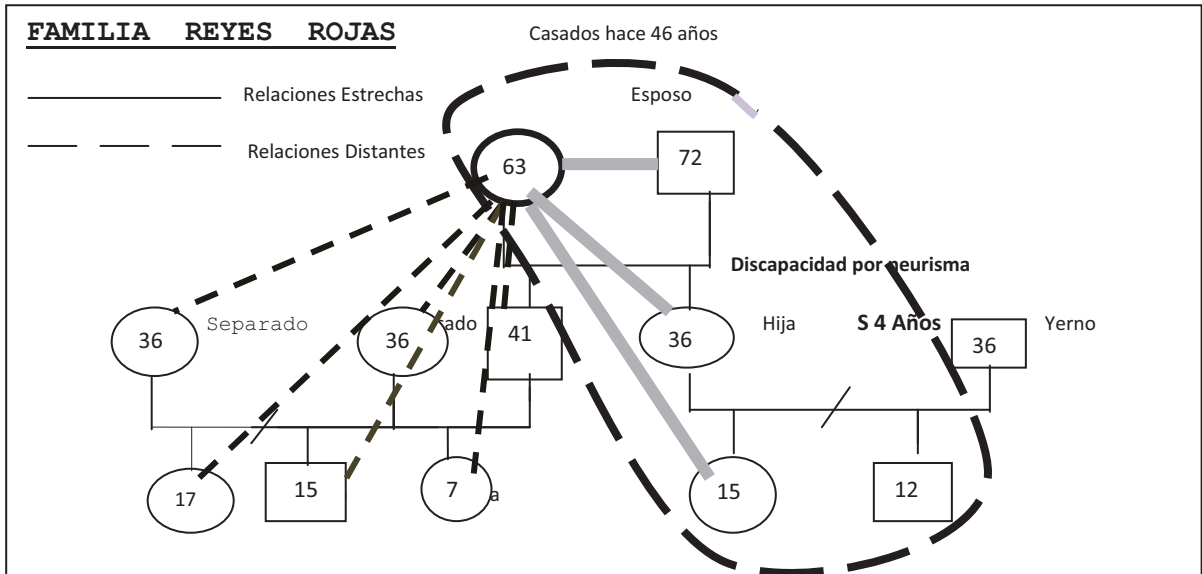 FAMILIA REYES ROJAS
Casados hace 46 años
Relaciones Estrechas
Esposo
Relaciones Distantes
63
72
Discapacidad por neurisma
36
Separado
36
sado
41
36
Hija
S 4 Años
36
Yerno
17
15
7
a
15
12